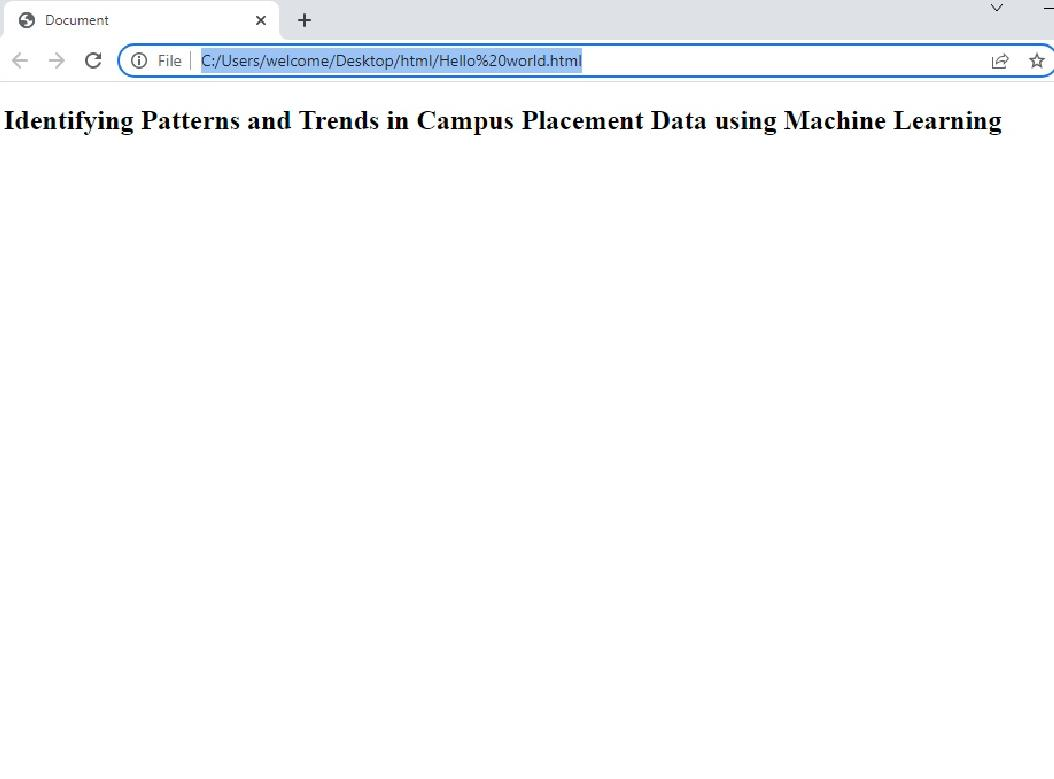 Document
File C:/Users/welcome/Desktop/html/Hello%20world.html
Identifying Patterns and Trends in Campus Placement Data using Machine Learning